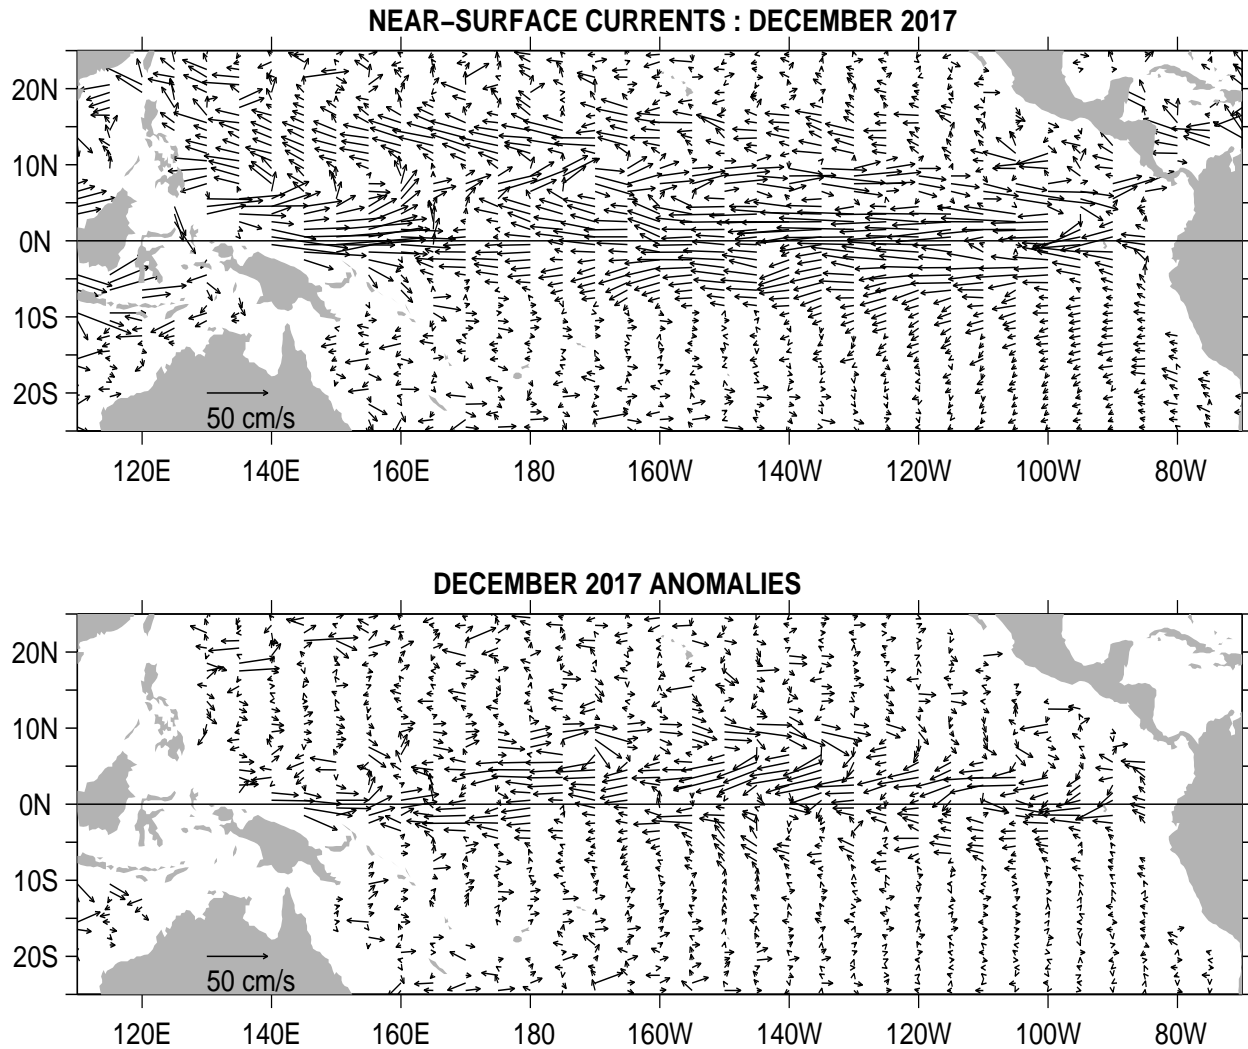 NEAR−SURFACE CURRENTS : DECEMBER 2017
20N
10N
0N
10S
20S
50 cm/s
120E 140E 160E 180 160W 140W 120W 100W 80W
DECEMBER 2017 ANOMALIES
20N
10N
0N
10S
20S
50 cm/s
120E 140E 160E 180 160W 140W 120W 100W 80W